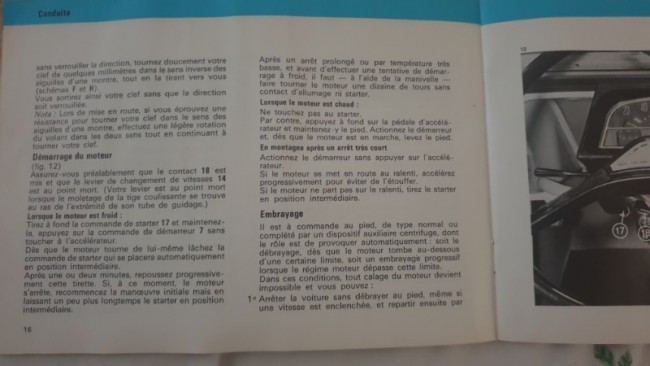 Conduite
sans verrouiller la direction, tournez doucement votre
clef de quelques millimètres dans le sens inverse des
aiguilles d'une montre, tout en la tirant vers vous
(schémas F et H).
Vous sortirez ainsi votre clef sans que la direction
soit verrouillée.
Nota : Lors de mise en route, si vous éprouvez une
résistance pour tourner votre clef dans le sens des
aiguilles d'une montre, effectuez une légère rotation
du volant dans les deux sens tout en continuant à
tourner votre clef.
Démarrage du moteur
(fig. 12)
Assurez-vous préalablement que le contact 18 est
mis et que le levier de changement de vitesses 14
est au point mort. (Votre levier est au point mort
lorsque le moletage de la tige coulissante se trouve
au ras de l'extrémité de son tube de guidage.)
Lorsque le moteur est froid :
Tirez à fond la commande de starter 17 et maintenez-
la, appuyez sur la commande du démarreur 7 sans
toucher à l'accélérateur.
Dès que le moteur tourne de lui-même lâchez la
commande de starter qui se placera automatiquement
en position intermédiaire.
Après une ou deux minutes, repoussez progressive-
ment cette tirette. Si, à ce moment, le moteur
s'arrête, recommencez la manœuvre initiale mais en
laissant un peu plus longtemps le starter en position
intermédiaire.
16
Après un arrêt prolongé ou par température très
basse, et avant d'effectuer une tentative de démar-
rage à froid, il faut — à l'aide de la manivelle —
faire tourner le moteur une dizaine de tours sans
contact d'allumage ni starter.
Lorsque le moteur est chaud :
Ne touchez pas au starter.
Par contre, appuyez à fond sur la pédale d'accélé-
rateur et maintenez-y le pied. Actionnez le démarreur
et, dès que le moteur est en marche, levez le pied.
En montagne après un arrêt très court
Actionnez le démarreur sans appuyer sur l'accélé-
rateur.
Si le moteur se met en route au ralenti, accélérez
progressivement pour éviter de l'étouffer.
Si le moteur ne part pas sur le ralenti, tirez le starter
en position intermédiaire.
Embrayage
Il est à commande au pied, de type normal ou
complété par un dispositif auxiliaire centrifuge, dont
le rôle est de provoquer automatiquement : soit le
débrayage, dès que le moteur tombe au-dessous
d'une certaine limite, soit un embrayage progressif
lorsque le régime moteur dépasse cette limite.
Dans ces conditions, tout calage du moteur devient
impossible et vous pouvez :
1° Arrêter la voiture sans débrayer au pied, même si
une vitesse est enclenchée, et repartir ensuite par
12
17
18